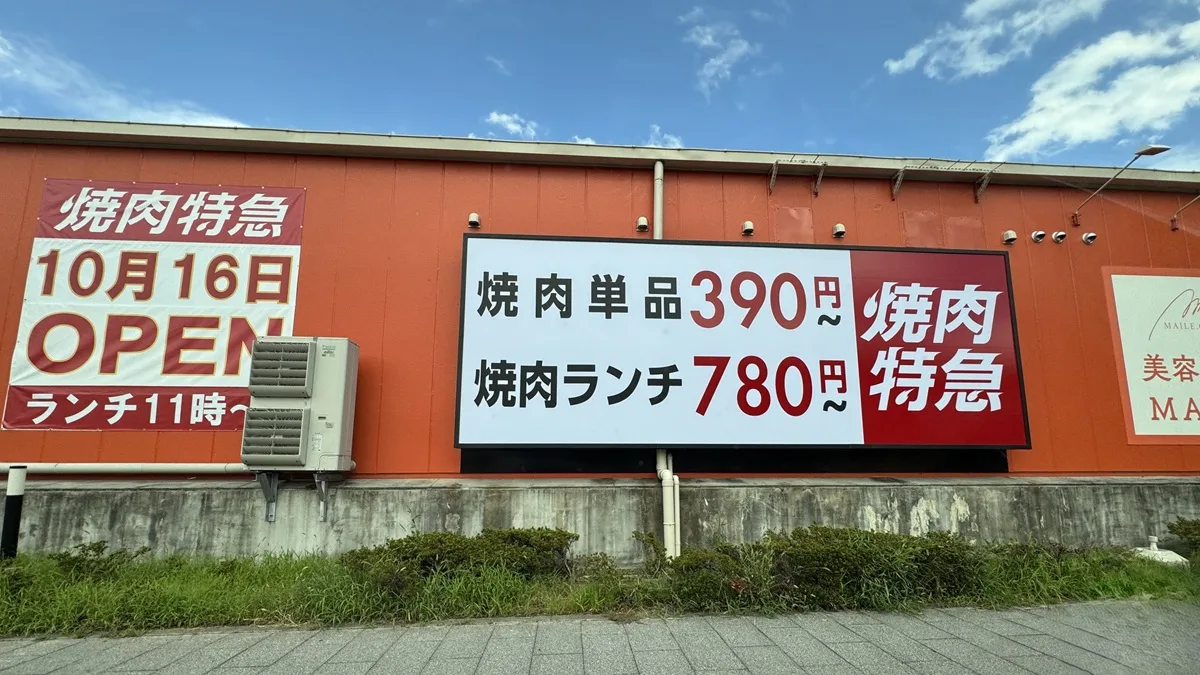 焼肉特急
10月16日
OPEN
ランチ11時~
焼肉単品390円~
焼肉ランチ780円~
焼肉
特急
美容
MA